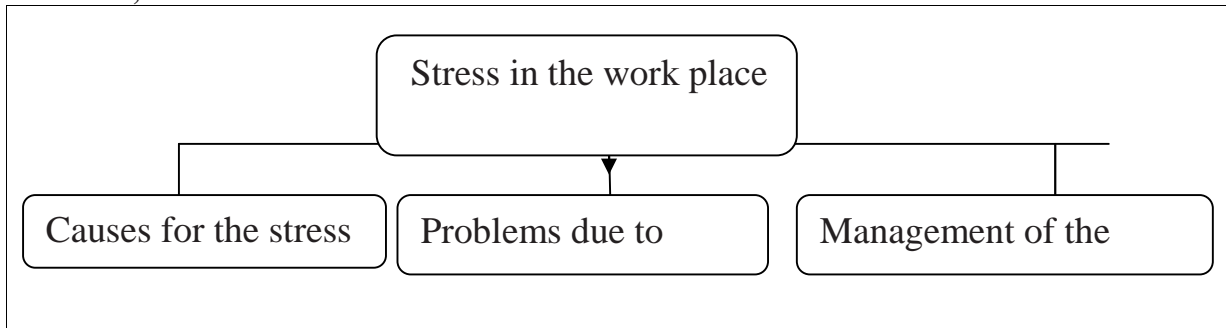 Stress in the work place
Causes for the stress
Problems due to
Management of the